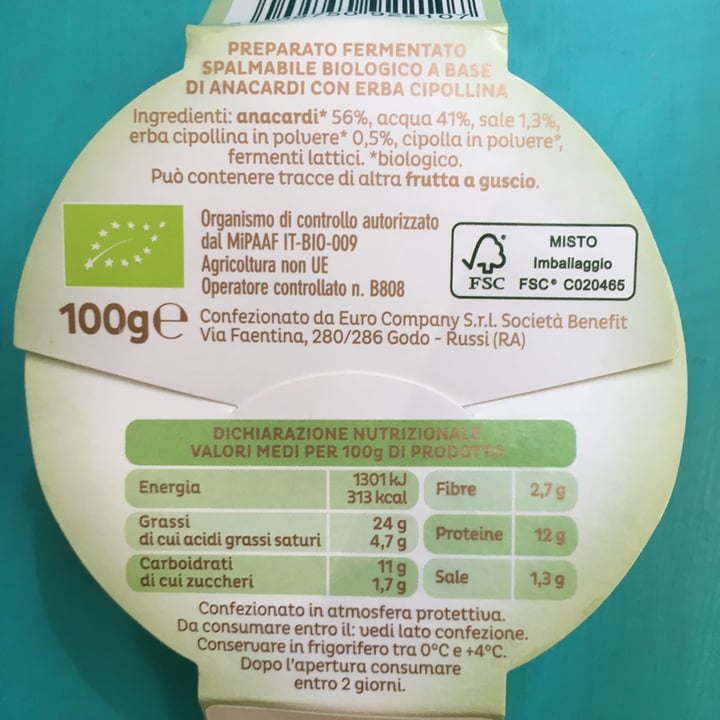 PREPARATO FERMENTATO
SPALMABILE BIOLOGICO A BASE
DI ANACARDI CON ERBA CIPOLLINA
Ingredienti: anacardi* 56%, acqua 41%, sale 1,3%,
erba cipollina in polvere* 0,5%, cipolla in polvere*,
fermenti lattici. *biologico.
Può contenere tracce di altra frutta a guscio.
Organismo di controllo autorizzato
dal MiPAAF IT-BIO-009
Agricoltura non UE
Operatore controllato n. B808
FSC
MISTO
Imballaggio
FSC® C020465
100g e
Confezionato da Euro Company S.r.l. Società Benefit
Via Faentina, 280/286 Godo - Russi (RA)
DICHIARAZIONE NUTRIZIONALE
VALORI MEDI PER 100g DI PRODOTTO
Energia 1301 kJ
313 kcal
Fibre 2,7 g
Grassi 24 g
di cui acidi grassi saturi 4,7 g
Proteine 12 g
Carboidrati 11 g
di cui zuccheri 1,7 g
Sale 1,3 g
Confezionato in atmosfera protettiva.
Da consumare entro il: vedi lato confezione.
Conservare in frigorifero tra 0°C e +4°C.
Dopo l'apertura consumare
entro 2 giorni.